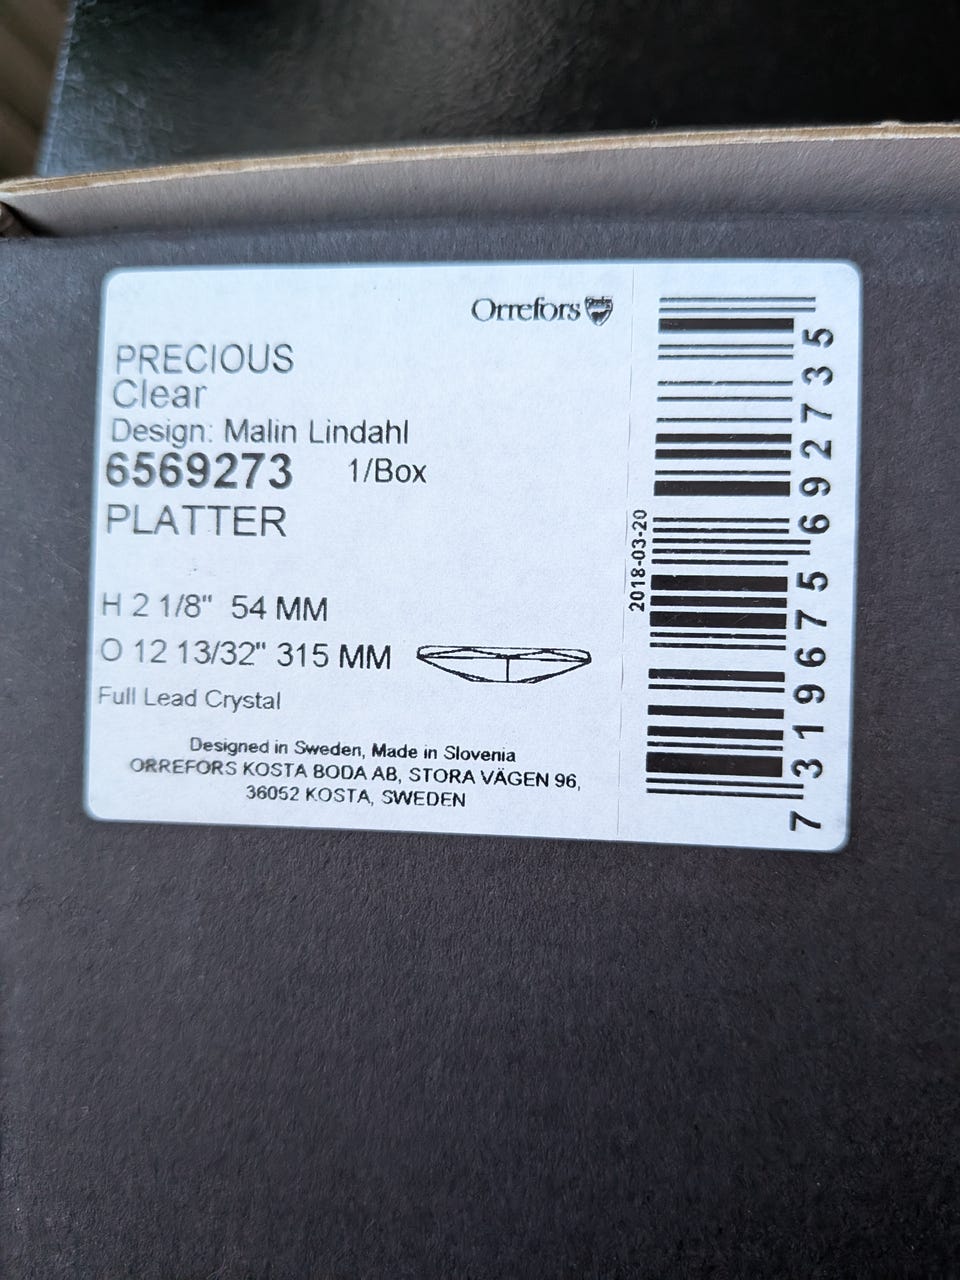 Orrefors
PRECIOUS
Clear
Design: Malin Lindahl
6569273 1/Box
PLATTER
H 2 1/8" 54 MM
O 12 13/32" 315 MM
Full Lead Crystal
Designed in Sweden, Made in Slovenia
ORREFORS KOSTA BODA AB, STORA VÄGEN 96,
36052 KOSTA, SWEDEN
2018-03-20
7319675692735